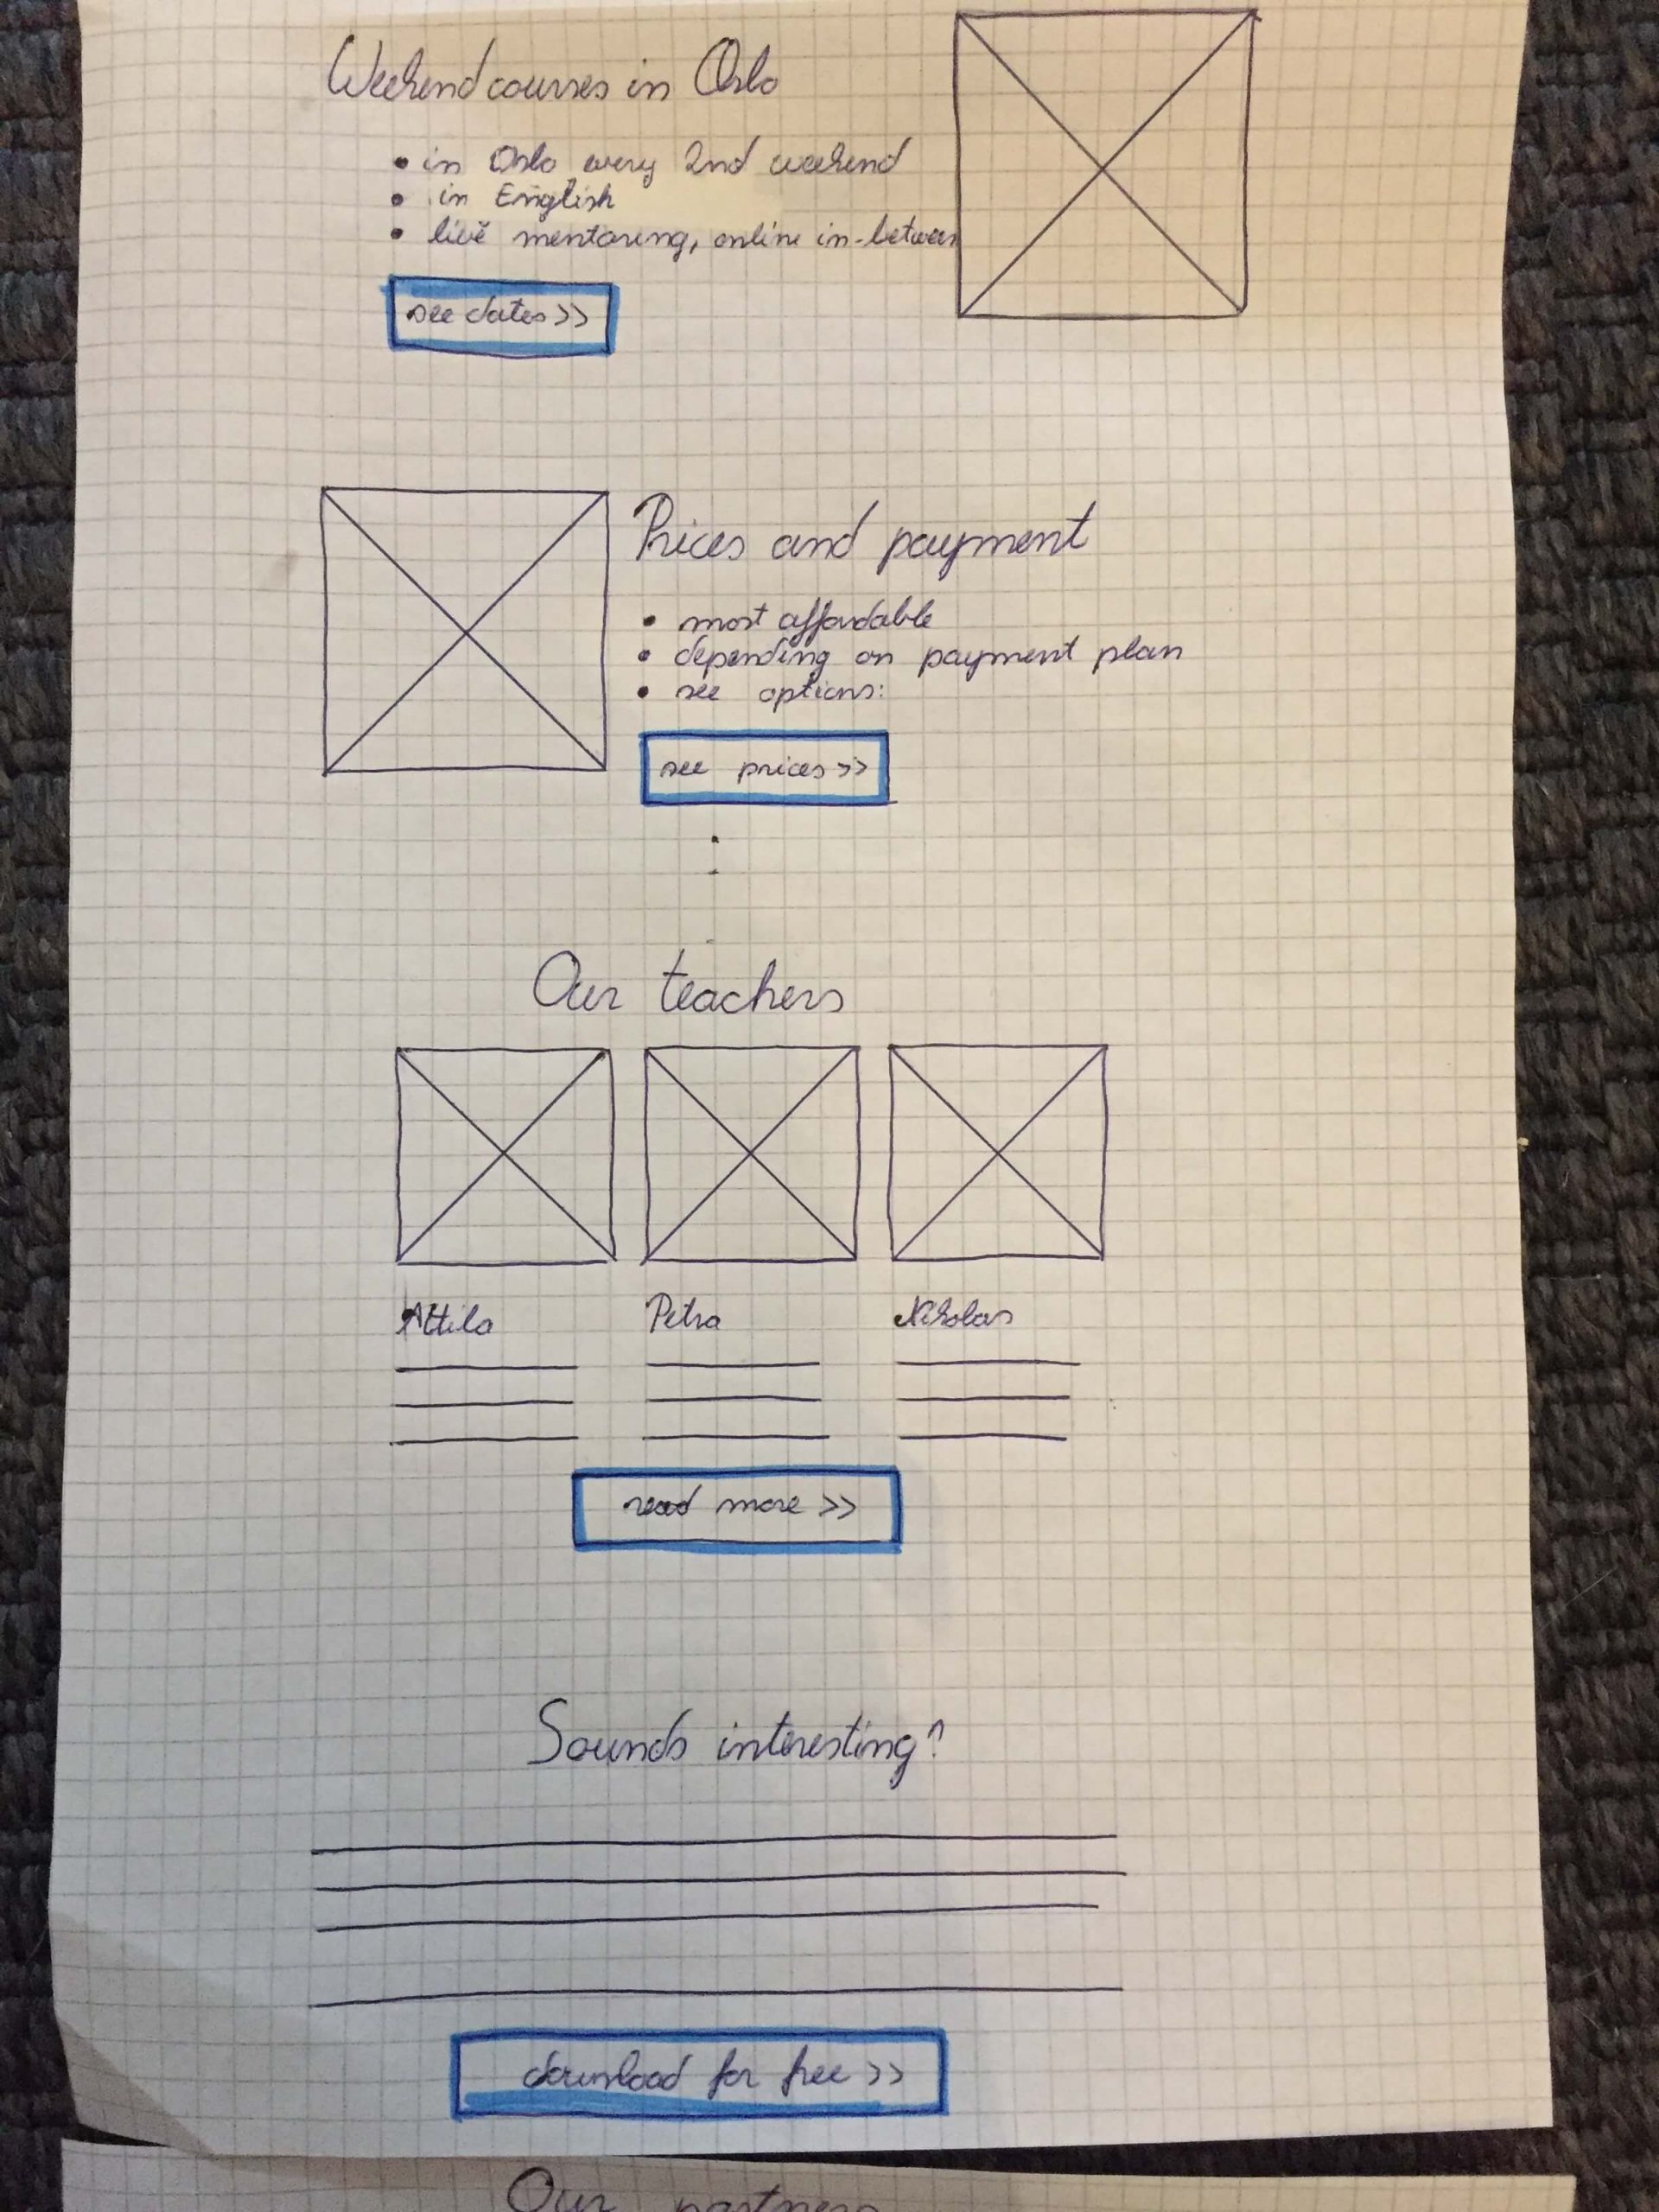 Weekend courses in Oslo
• in Oslo every 2nd weekend
• in English
• live mentoring, online in-between
see dates >>
Prices and payment
• most affordable
• depending on payment plan
• see options:
see prices >>
Our teachers
Attila Petra Nikolas
read more >>
Sounds interesting?
download for free >>
Our partners